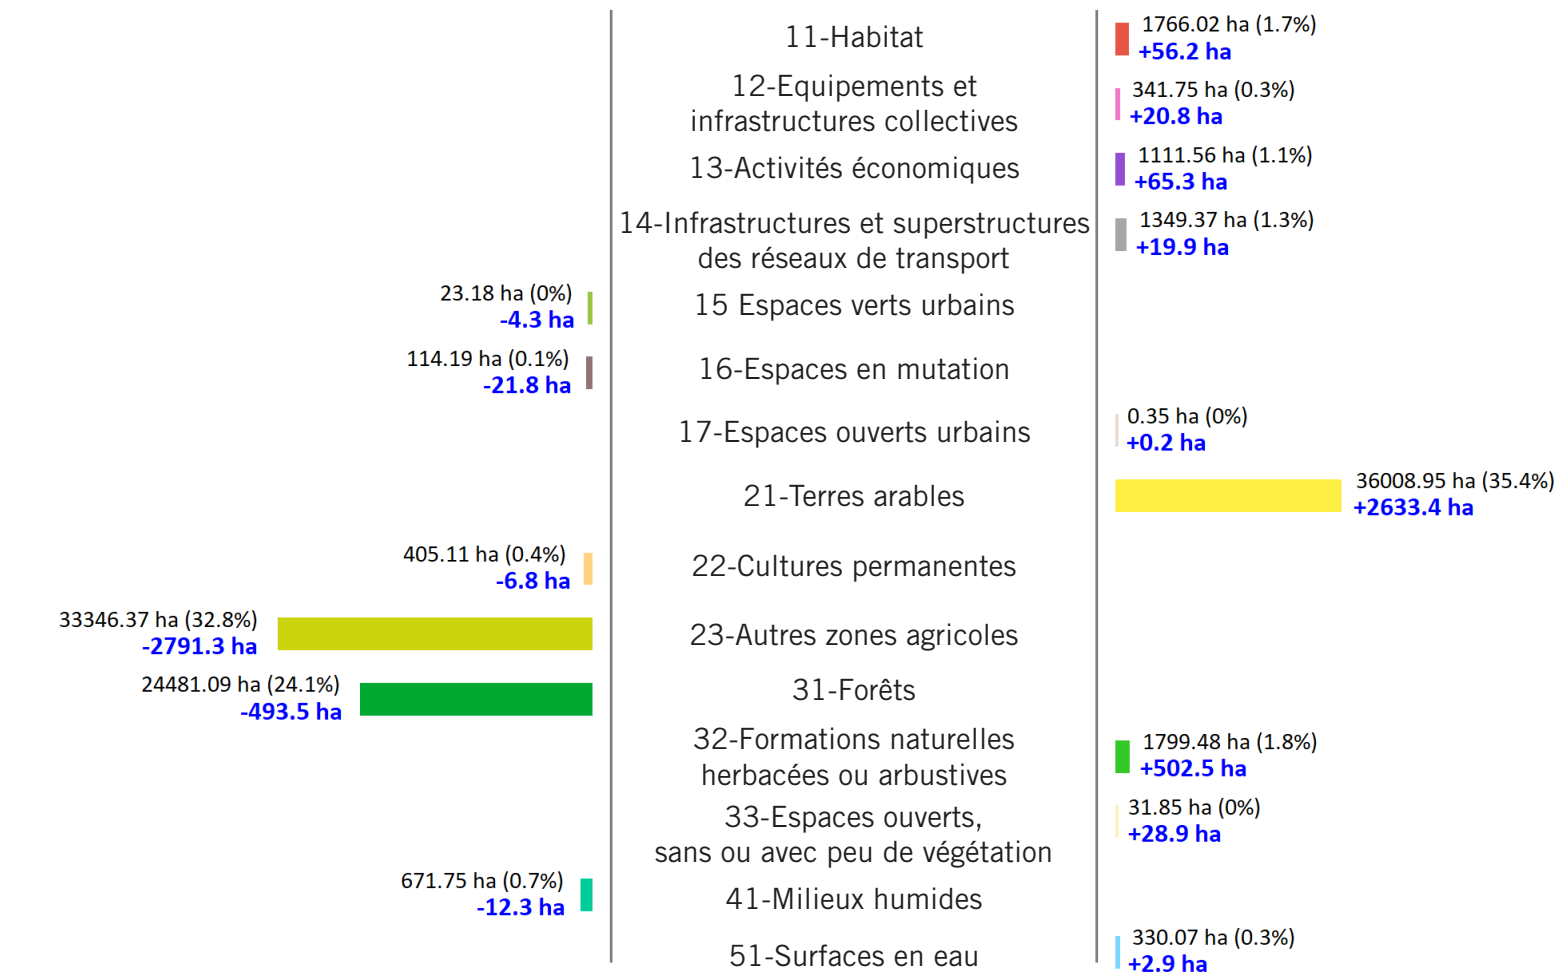 11-Habitat
1766.02 ha (1.7%)
+56.2 ha
12-Equipements et
infrastructures collectives
341.75 ha (0.3%)
+20.8 ha
13-Activités économiques
1111.56 ha (1.1%)
+65.3 ha
14-Infrastructures et superstructures
des réseaux de transport
1349.37 ha (1.3%)
+19.9 ha
23.18 ha (0%)
-4.3 ha
15 Espaces verts urbains
114.19 ha (0.1%)
-21.8 ha
16-Espaces en mutation
17-Espaces ouverts urbains
0.35 ha (0%)
+0.2 ha
21-Terres arables
36008.95 ha (35.4%)
+2633.4 ha
405.11 ha (0.4%)
-6.8 ha
22-Cultures permanentes
33346.37 ha (32.8%)
-2791.3 ha
23-Autres zones agricoles
24481.09 ha (24.1%)
-493.5 ha
31-Forêts
32-Formations naturelles
herbacées ou arbustives
1799.48 ha (1.8%)
+502.5 ha
33-Espaces ouverts,
sans ou avec peu de végétation
31.85 ha (0%)
+28.9 ha
671.75 ha (0.7%)
-12.3 ha
41-Milieux humides
51-Surfaces en eau
330.07 ha (0.3%)
+2.9 ha